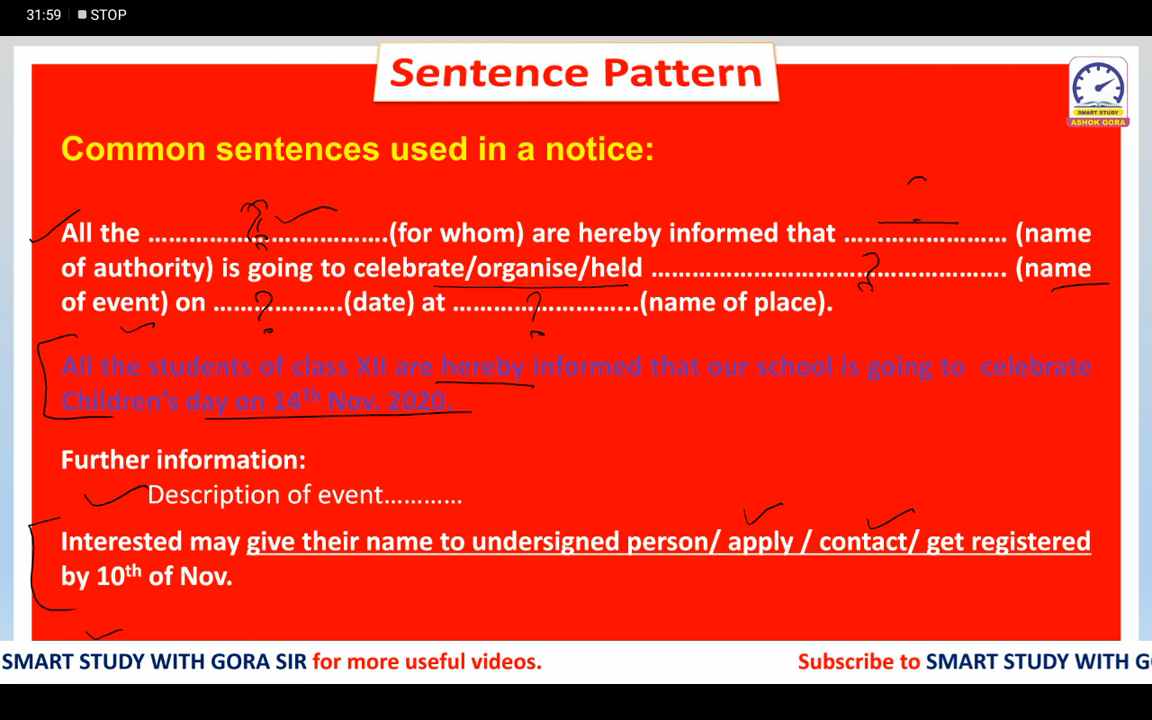 31:59 STOP
Sentence Pattern
SMART STUDY
ASHOK GORA
Common sentences used in a notice:
All the ……………………………….(for whom) are hereby informed that …………………… (name
of authority) is going to celebrate/organise/held ………………………………………………. (name
of event) on ……………….(date) at ……………………….(name of place).
All the students of class XII are hereby informed that our school is going to celebrate
Children’s day on 14Th Nov. 2020.
Further information:
Description of event…………
Interested may give their name to undersigned person/ apply / contact/ get registered
by 10th of Nov.
SMART STUDY WITH GORA SIR for more useful videos. Subscribe to SMART STUDY WITH G